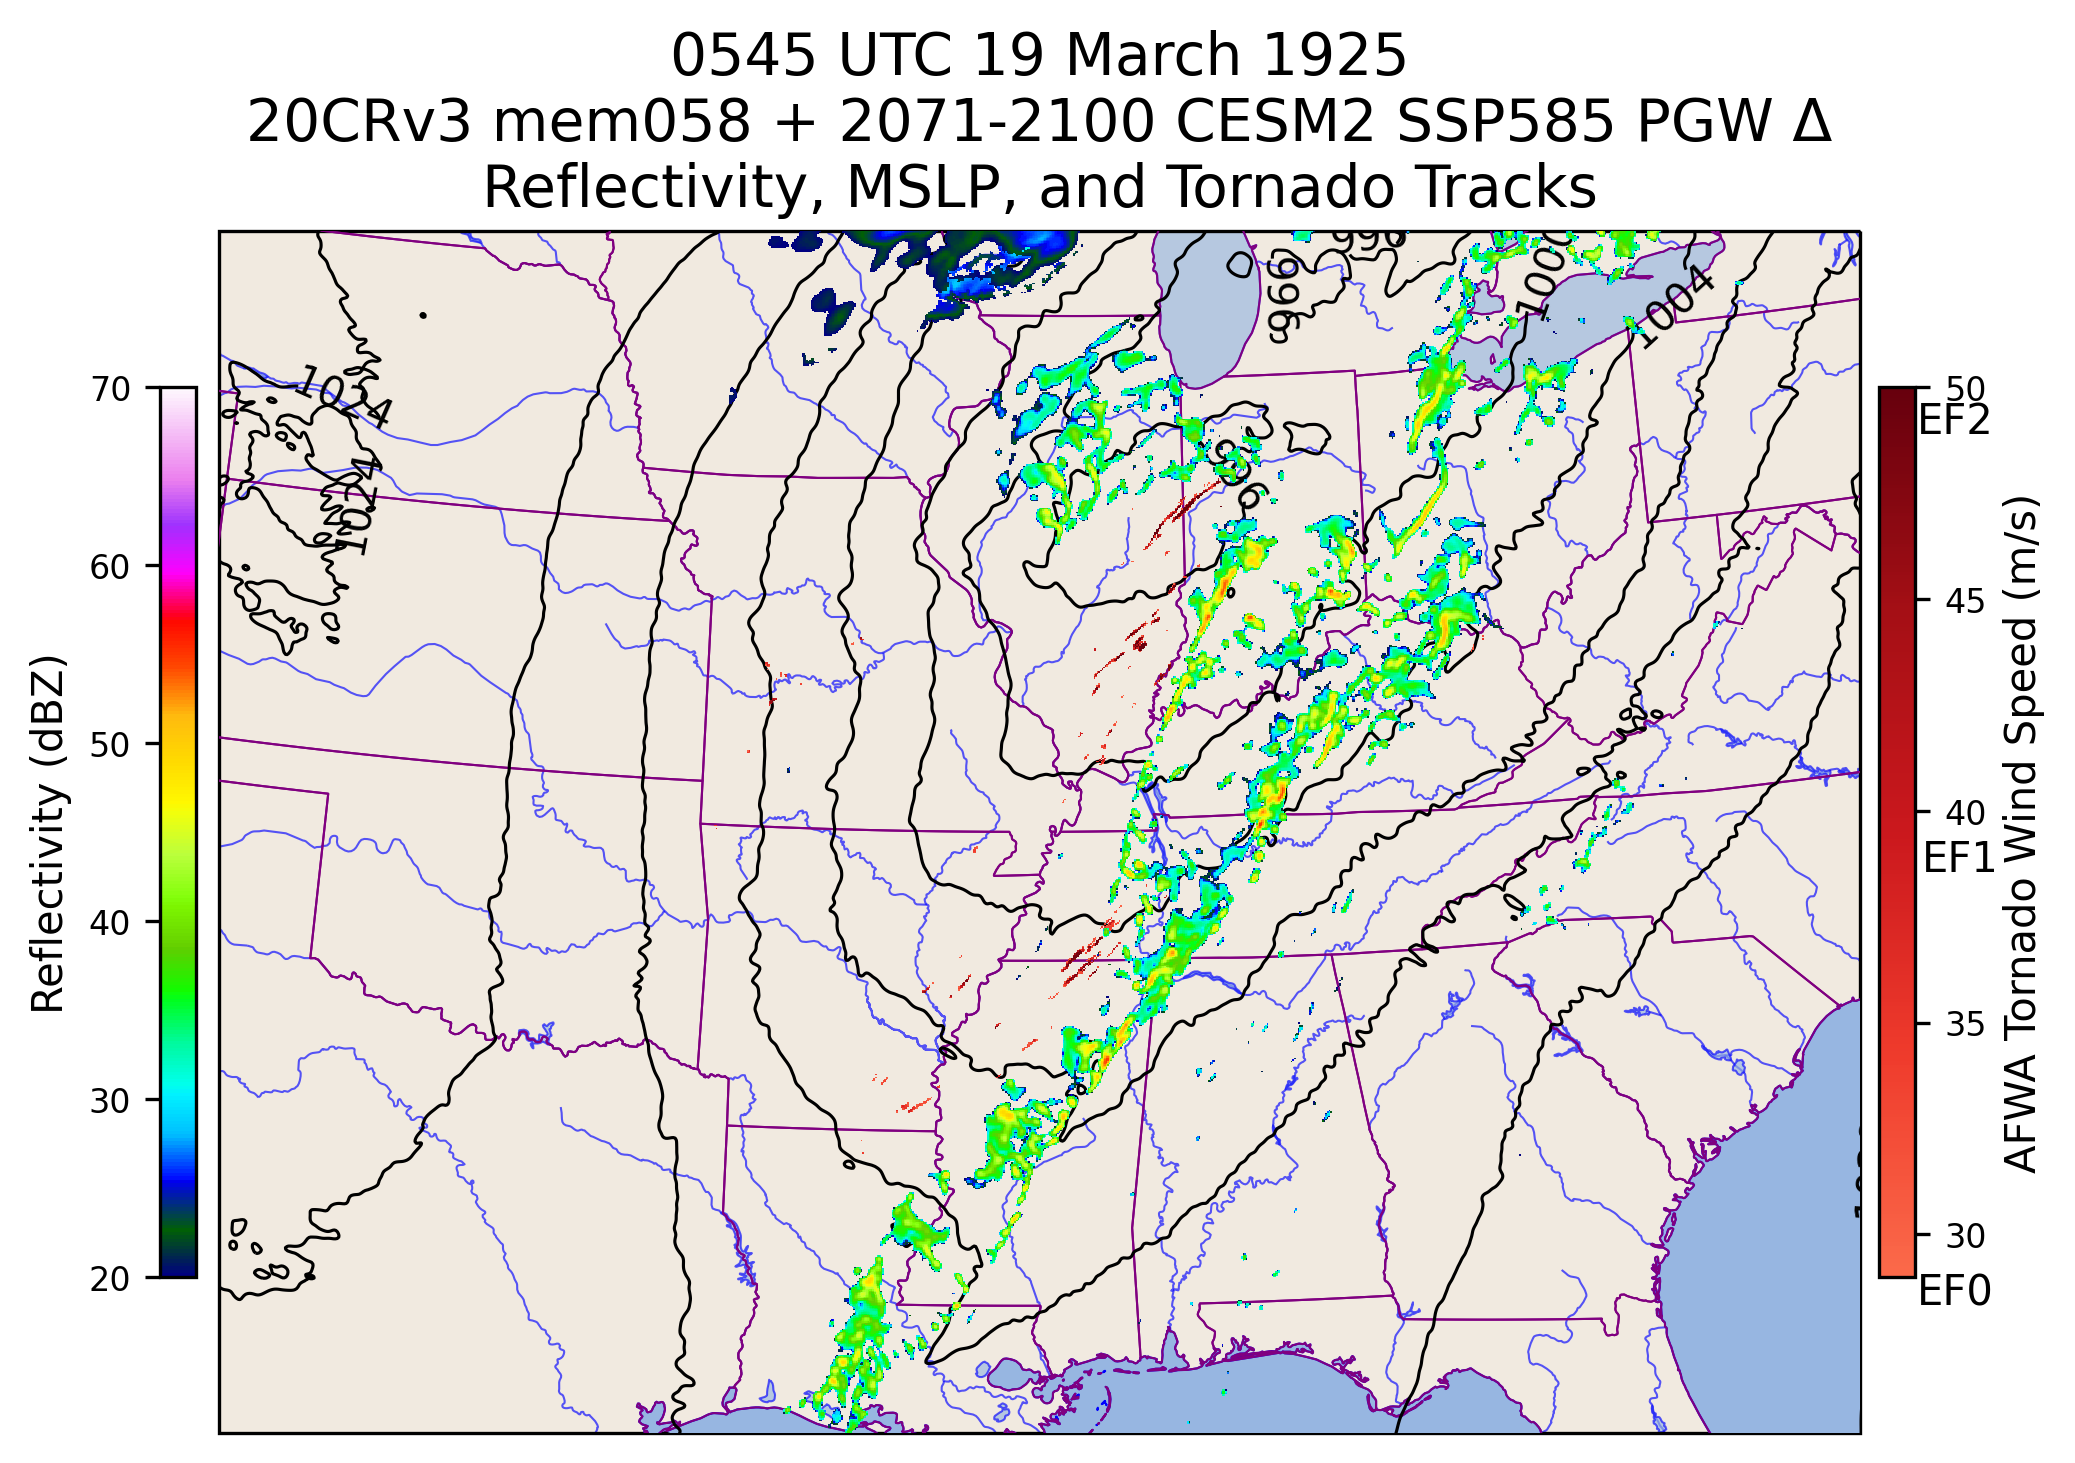 0545 UTC 19 March 1925
20CRv3 mem058 + 2071-2100 CESM2 SSP585 PGW Δ
Reflectivity, MSLP, and Tornado Tracks
996
1000
1004
1024
1024
996
70
60
50
40
30
20
Reflectivity (dBZ)
50
EF2
45
40
EF1
35
30
EF0
AFWA Tornado Wind Speed (m/s)